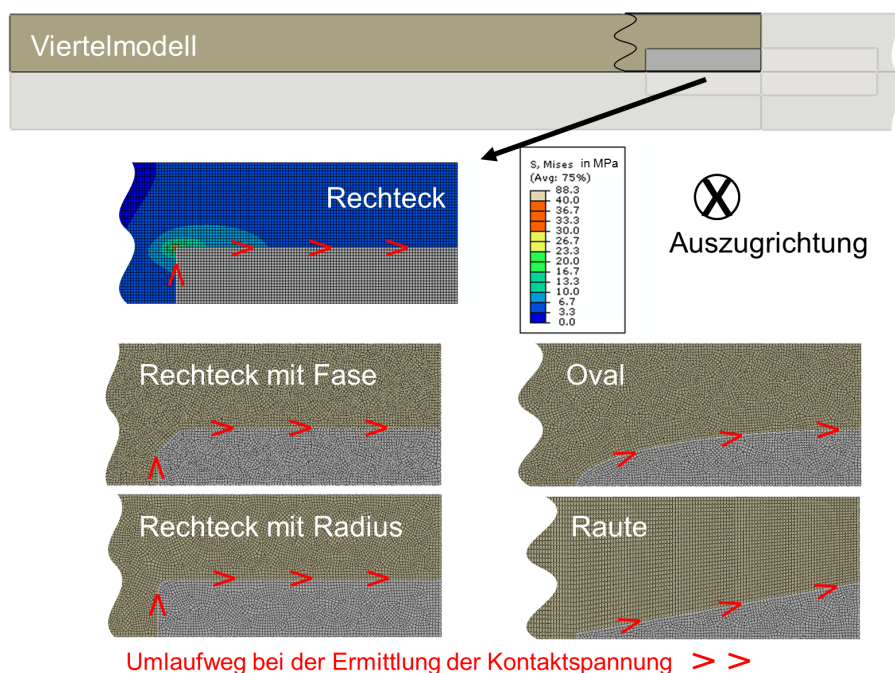 Viertelmodell
Rechteck
S, Mises in MPa
(Avg: 75%)
88.3
40.0
36.7
33.3
30.0
26.7
23.3
20.0
16.7
13.3
10.0
6.7
3.3
0.0
X
Auszugrichtung
Rechteck mit Fase
Oval
Rechteck mit Radius
Raute
Umlaufweg bei der Ermittlung der Kontaktspannung > >